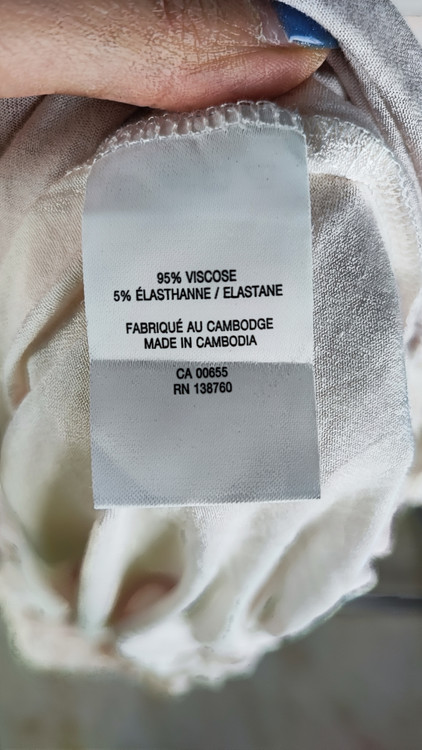 95% VISCOSE
5% ÉLASTHANNE / ELASTANE
FABRIQUÉ AU CAMBODGE
MADE IN CAMBODIA
CA 00655
RN 138760